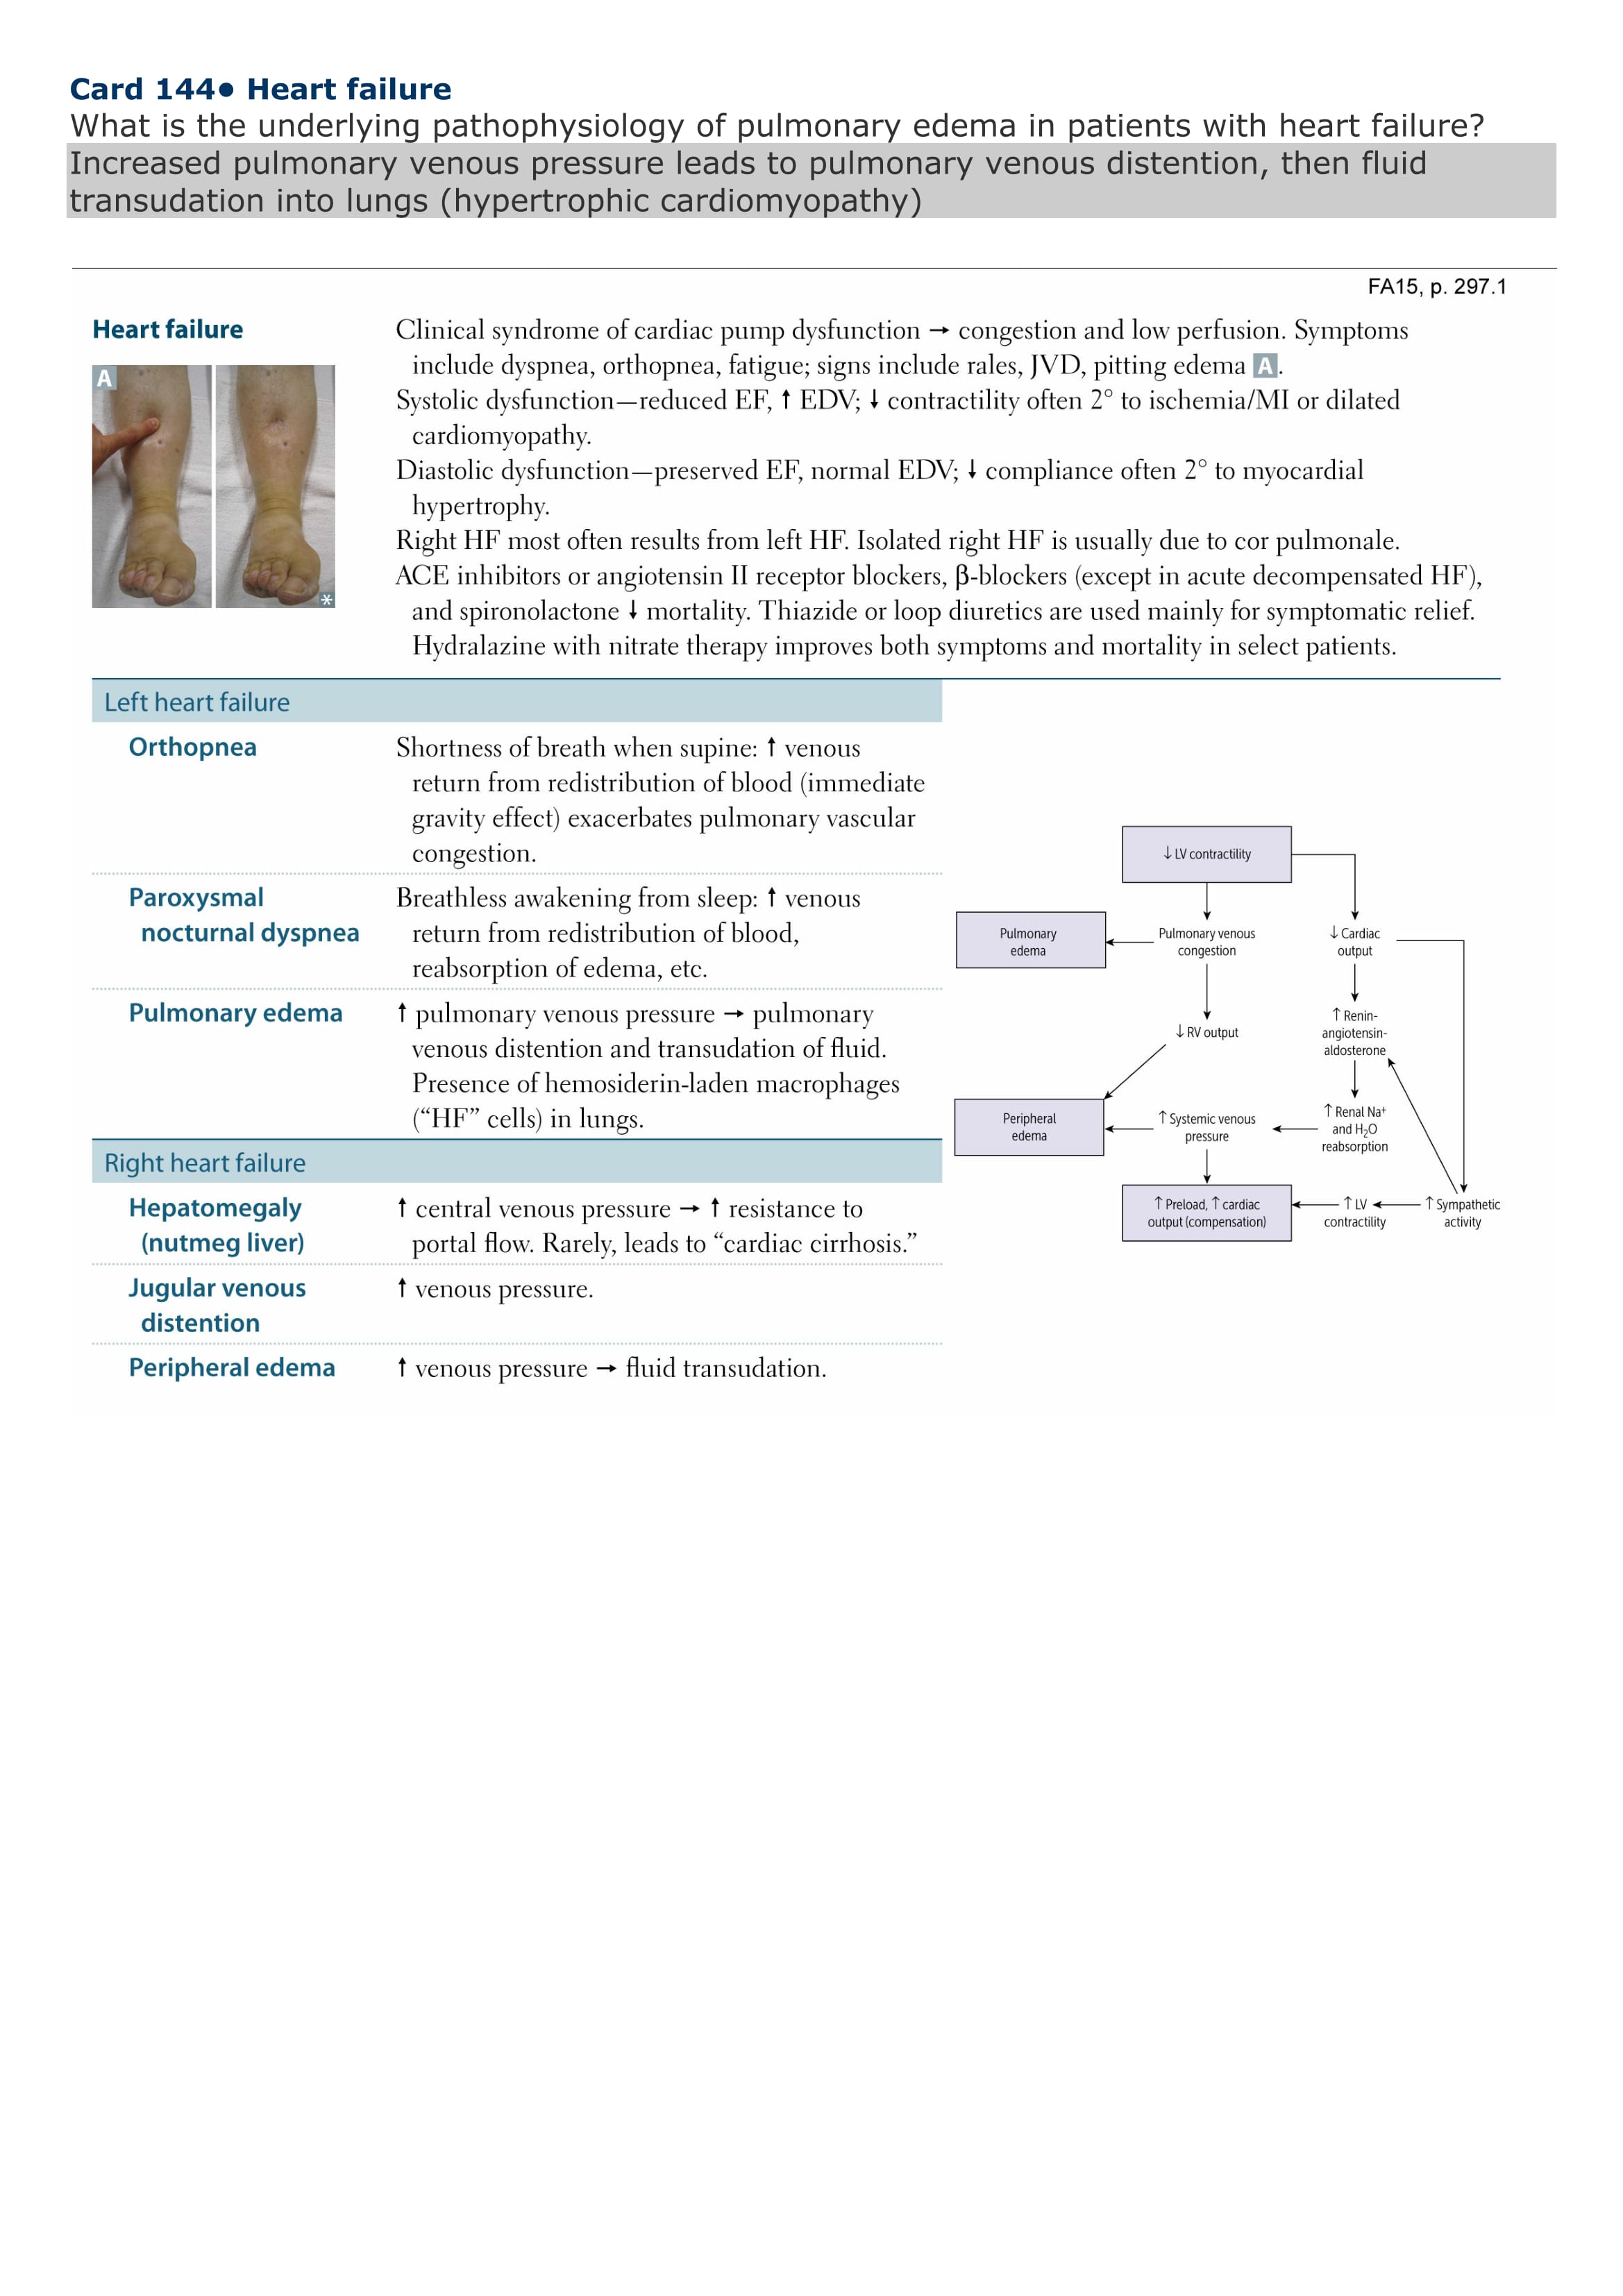 Card 144● Heart failure
What is the underlying pathophysiology of pulmonary edema in patients with heart failure?
Increased pulmonary venous pressure leads to pulmonary venous distention, then fluid
transudation into lungs (hypertrophic cardiomyopathy)
FA15, p. 297.1
Heart failure
A
*
Clinical syndrome of cardiac pump dysfunction → congestion and low perfusion. Symptoms
include dyspnea, orthopnea, fatigue; signs include rales, JVD, pitting edema A.
Systolic dysfunction—reduced EF, ↑ EDV; ↓ contractility often 2° to ischemia/MI or dilated
cardiomyopathy.
Diastolic dysfunction—preserved EF, normal EDV; ↓ compliance often 2° to myocardial
hypertrophy.
Right HF most often results from left HF. Isolated right HF is usually due to cor pulmonale.
ACE inhibitors or angiotensin II receptor blockers, β-blockers (except in acute decompensated HF),
and spironolactone ↓ mortality. Thiazide or loop diuretics are used mainly for symptomatic relief.
Hydralazine with nitrate therapy improves both symptoms and mortality in select patients.
Left heart failure
Orthopnea
Shortness of breath when supine: ↑ venous
return from redistribution of blood (immediate
gravity effect) exacerbates pulmonary vascular
congestion.
Paroxysmal
nocturnal dyspnea
Breathless awakening from sleep: ↑ venous
return from redistribution of blood,
reabsorption of edema, etc.
Pulmonary edema
↑ pulmonary venous pressure → pulmonary
venous distention and transudation of fluid.
Presence of hemosiderin-laden macrophages
(“HF” cells) in lungs.
Right heart failure
Hepatomegaly
(nutmeg liver)
↑ central venous pressure → ↑ resistance to
portal flow. Rarely, leads to “cardiac cirrhosis.”
Jugular venous
distention
↑ venous pressure.
Peripheral edema
↑ venous pressure → fluid transudation.
↓ LV contractility
Pulmonary
edema
Pulmonary venous
congestion
↓ Cardiac
output
↓ RV output
↑ Renin-
angiotensin-
aldosterone
Peripheral
edema
↑ Systemic venous
pressure
↑ Renal Na⁺
and H₂O
reabsorption
↑ Preload, ↑ cardiac
output (compensation)
↑ LV
contractility
↑ Sympathetic
activity